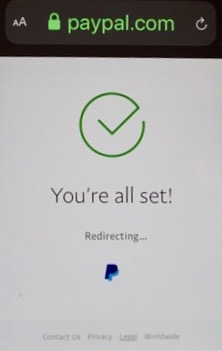 AA paypal.com
You're all set!
Redirecting...
Contact Us Privacy Legal Worldwide